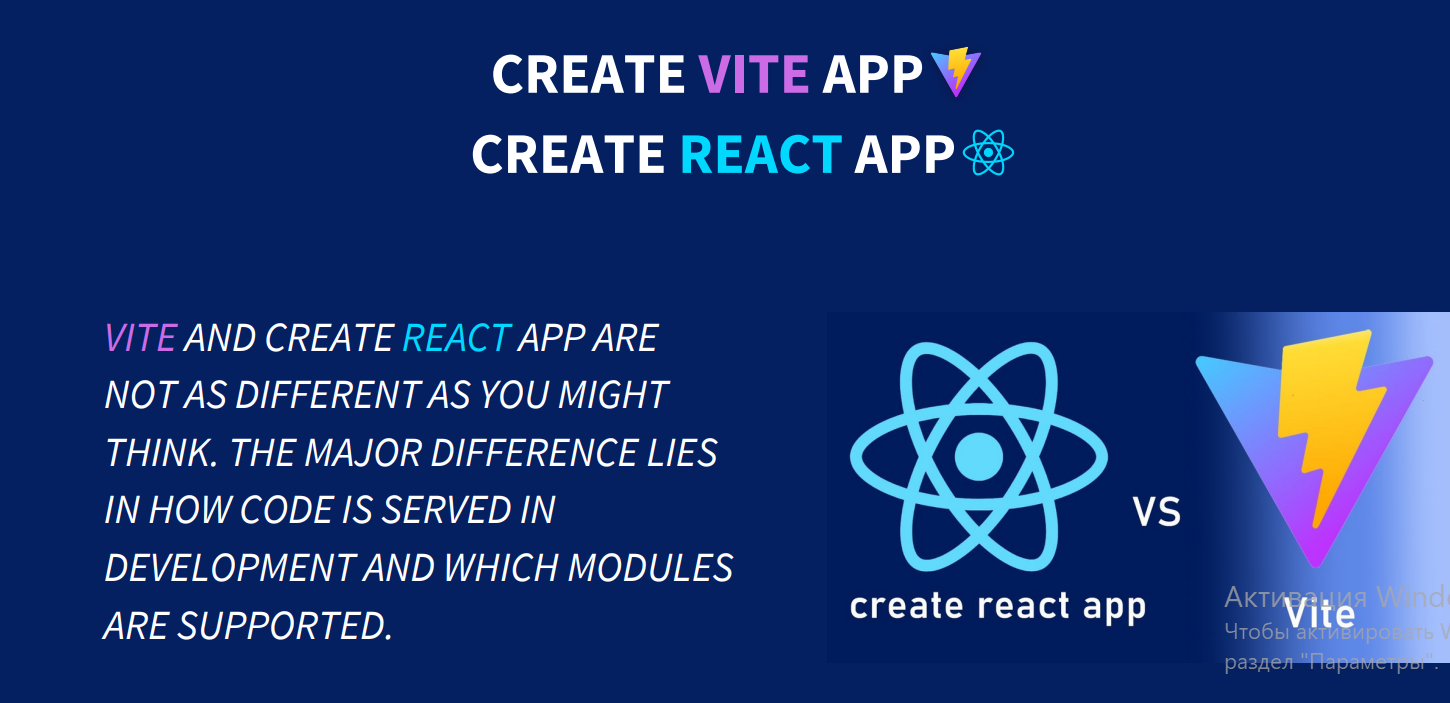 CREATE VITE APP
CREATE REACT APP
VITE AND CREATE REACT APP ARE
NOT AS DIFFERENT AS YOU MIGHT
THINK. THE MAJOR DIFFERENCE LIES
IN HOW CODE IS SERVED IN
DEVELOPMENT AND WHICH MODULES
ARE SUPPORTED.
VS
create react app
Vite
Активация
Чтобы активировать
раздел "Параметры".